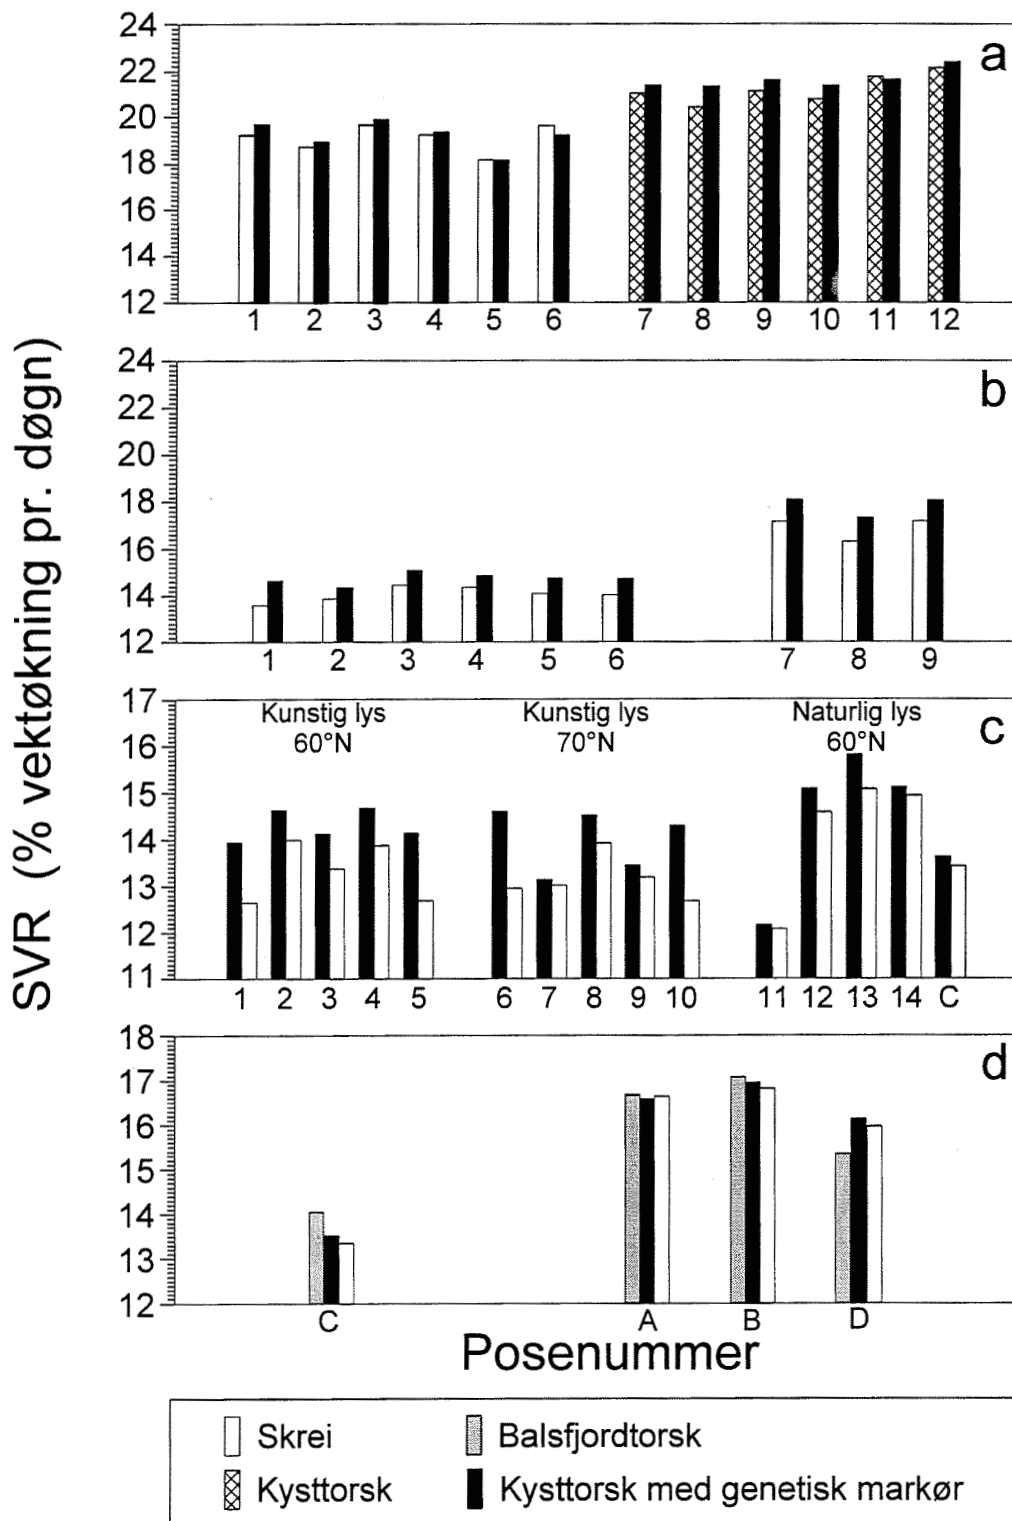 SVR (% vektøkning pr. døgn)
24
22
20
18
16
14
12
a
1 2 3 4 5 6 7 8 9 10 11 12
24
22
20
18
16
14
12
b
1 2 3 4 5 6 7 8 9
17
16
15
14
13
12
11
Kunstig lys
60°N
Kunstig lys
70°N
Naturlig lys
60°N
c
1 2 3 4 5 6 7 8 9 10 11 12 13 14 C
18
17
16
15
14
13
12
d
C A B D
Posenummer
Skrei
Balsfjordtorsk
Kysttorsk
Kysttorsk med genetisk markør